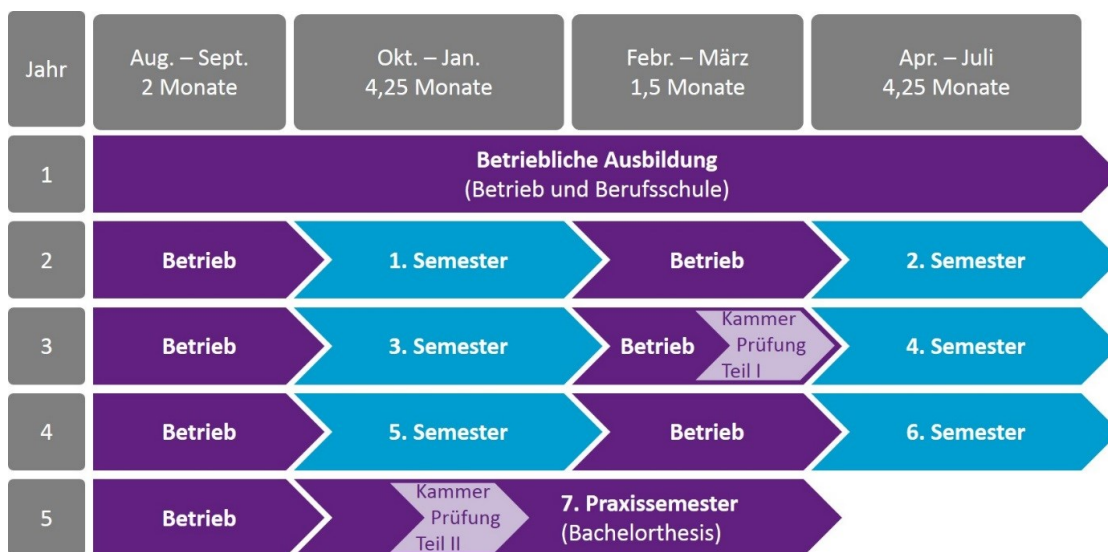 Jahr
Aug. – Sept.
2 Monate
Okt. – Jan.
4,25 Monate
Febr. – März
1,5 Monate
Apr. – Juli
4,25 Monate
1
Betriebliche Ausbildung
(Betrieb und Berufsschule)
2
Betrieb
1. Semester
Betrieb
2. Semester
3
Betrieb
3. Semester
Betrieb
Kammer
Prüfung
Teil I
4. Semester
4
Betrieb
5. Semester
Betrieb
6. Semester
5
Betrieb
Kammer
Prüfung
Teil II
7. Praxissemester
(Bachelorthesis)